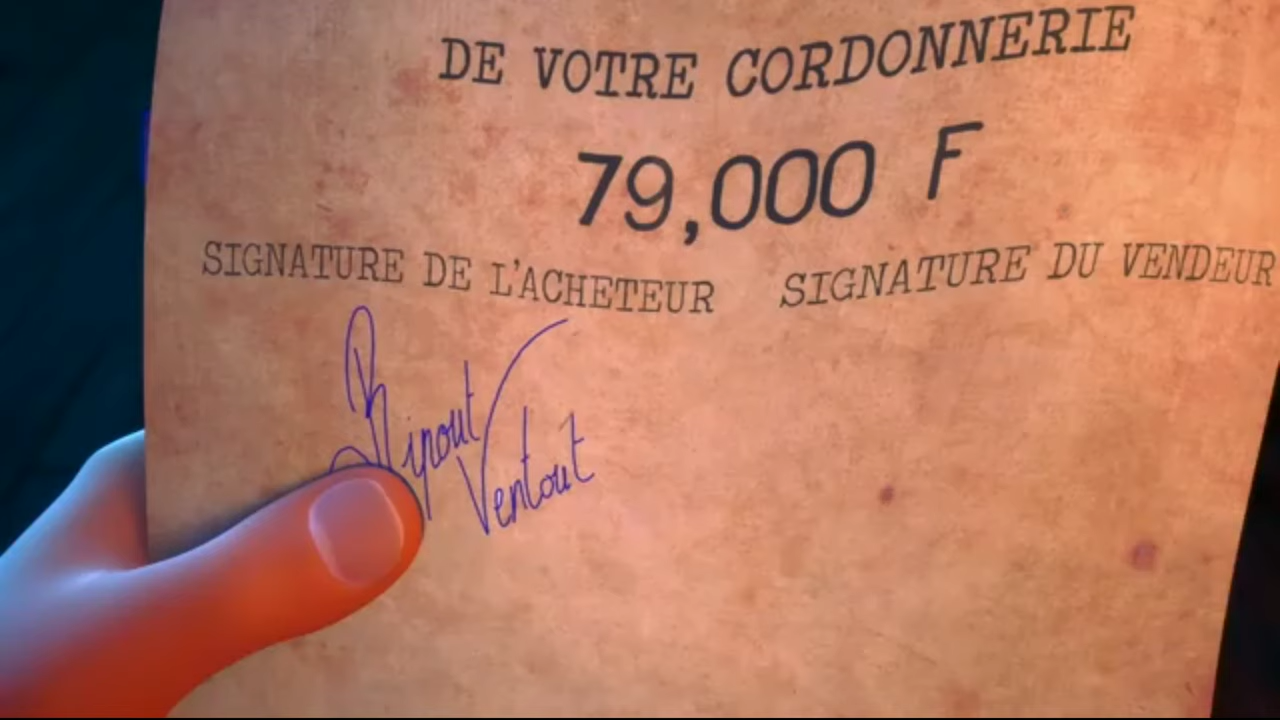 DE VOTRE CORDONNERIE
79,000 F
SIGNATURE DE L'ACHETEUR SIGNATURE DU VENDEUR
Ripout
Ventout